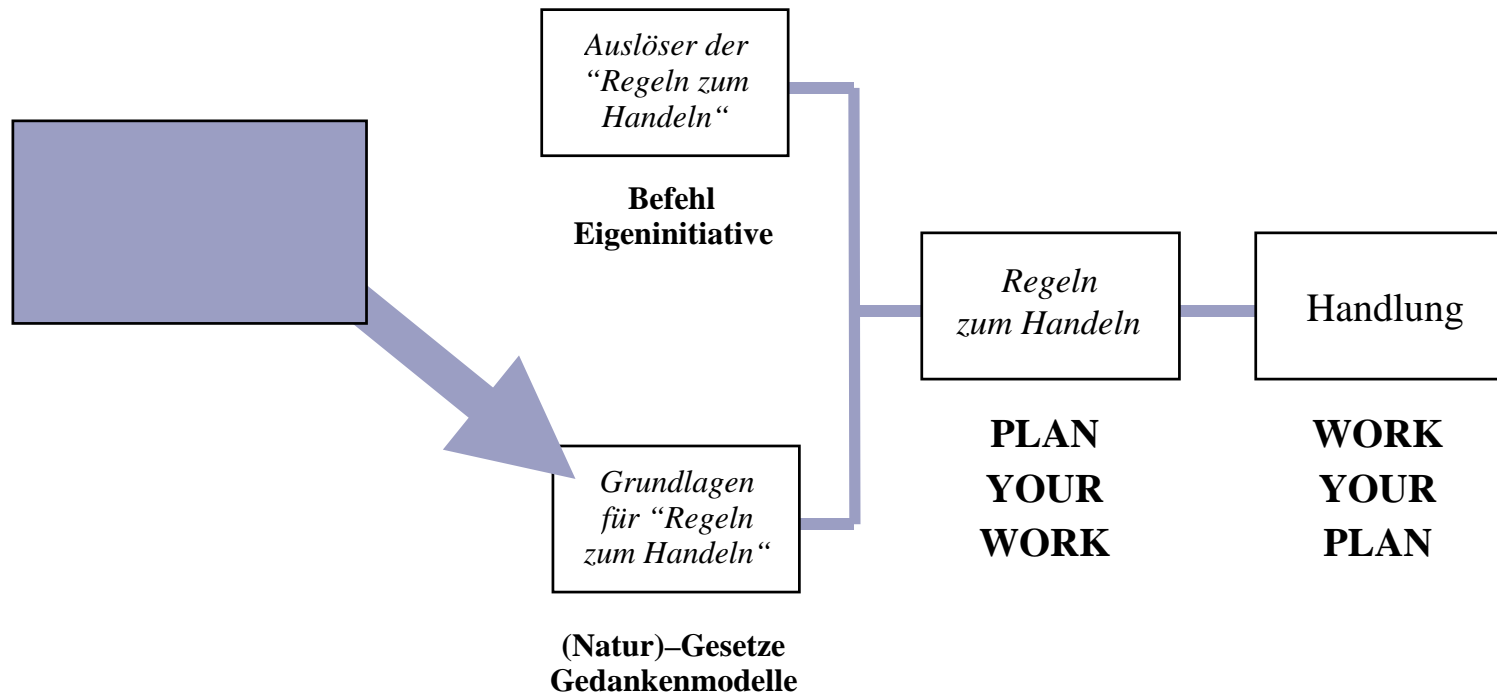 Auslöser der
“Regeln zum
Handeln“
Befehl
Eigeninitiative
Grundlagen
für “Regeln
zum Handeln“
(Natur)–Gesetze
Gedankenmodelle
Regeln
zum Handeln
PLAN
YOUR
WORK
Handlung
WORK
YOUR
PLAN